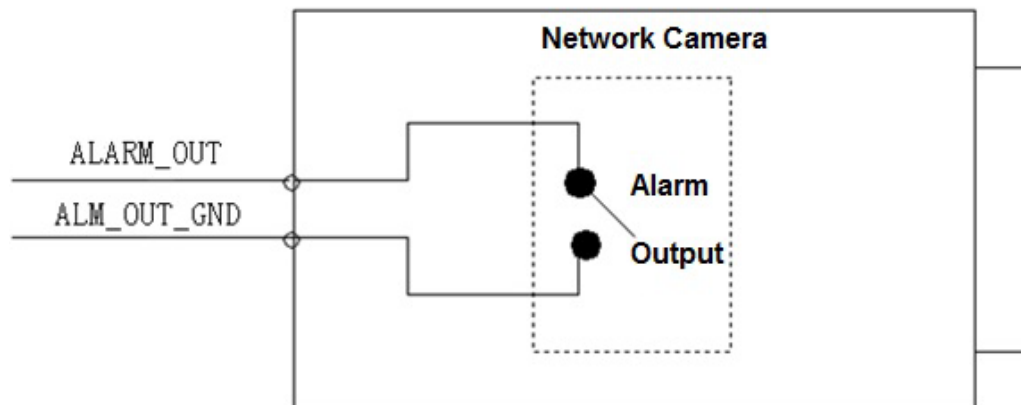 Network Camera
ALARM_OUT
Alarm
ALM_OUT_GND
Output